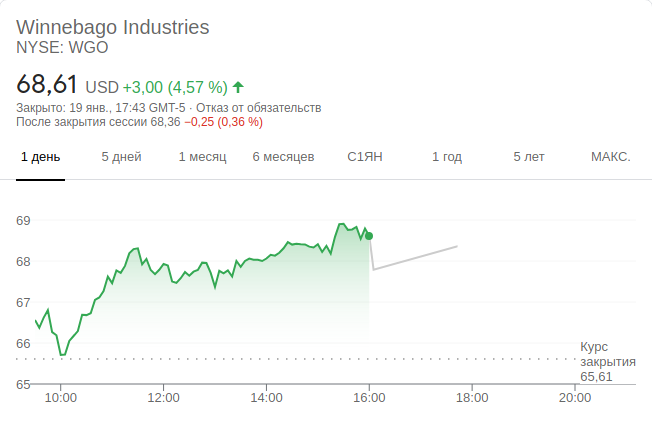 Winnebago Industries
NYSE: WGO
68,61 USD +3,00 (4,57 %)
Закрыто: 19 янв., 17:43 GMT-5 · Отказ от обязательств
После закрытия сессии 68,36 −0,25 (0,36 %)
1 день 5 дней 1 месяц 6 месяцев С1ЯН 1 год 5 лет МАКС.
69
68
67
66
65
Курс
закрытия
65,61
10:00 12:00 14:00 16:00 18:00 20:00